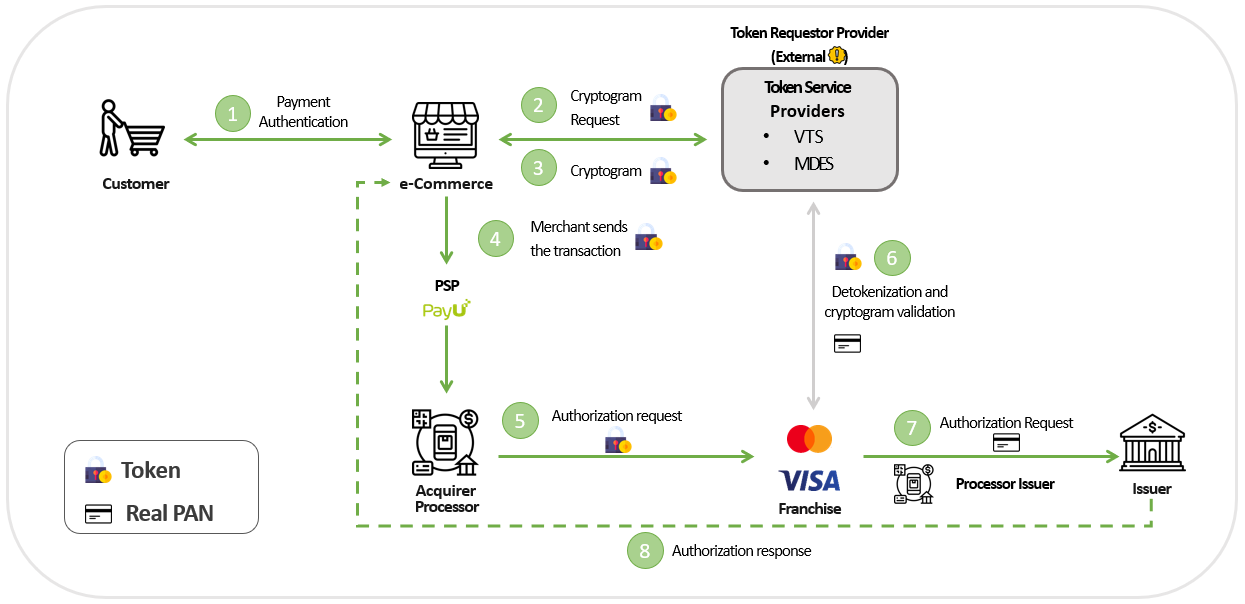 Token Requestor Provider
(External !)
Token Service
Providers
• VTS
• MDES
1
Payment
Authentication
2
Cryptogram
Request
3
Cryptogram
Customer
e-Commerce
4
Merchant sends
the transaction
PSP
PayU
6
Detokenization and
cryptogram validation
5
Authorization request
7
Authorization Request
Token
Real PAN
Acquirer
Processor
VISA
Franchise
Processor Issuer
Issuer
8
Authorization response